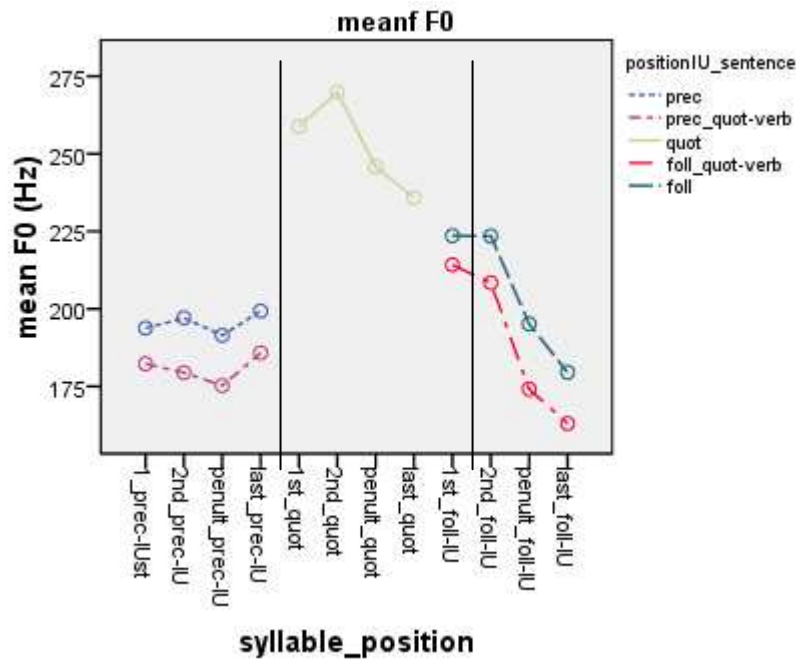 meanf F0
positionIU_sentence
prec
prec_quot-verb
quot
foll_quot-verb
foll
275
250
225
200
175
mean F0 (Hz)
1_prec-IUst
2nd_prec-IU
penult_prec-IU
last_prec-IU
1st_quot
2nd_quot
penult_quot
last_quot
1st_foll-IU
2nd_foll-IU
penult_foll-IU
last_foll-IU
syllable_position